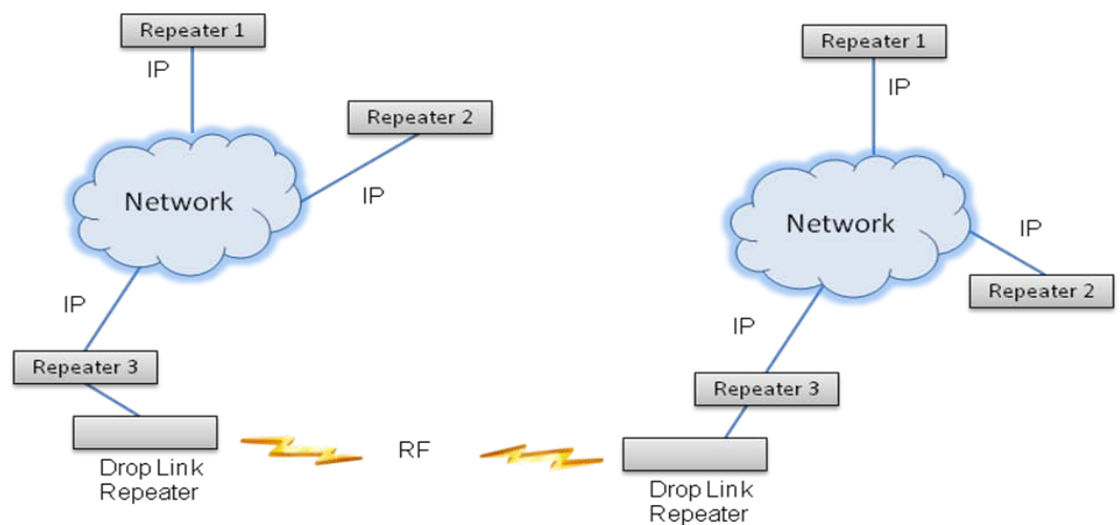 Repeater 1
IP
Repeater 2
Network
IP
IP
Repeater 3
Drop Link
Repeater
RF
Repeater 1
IP
Network
IP
Repeater 2
IP
Repeater 3
Drop Link
Repeater